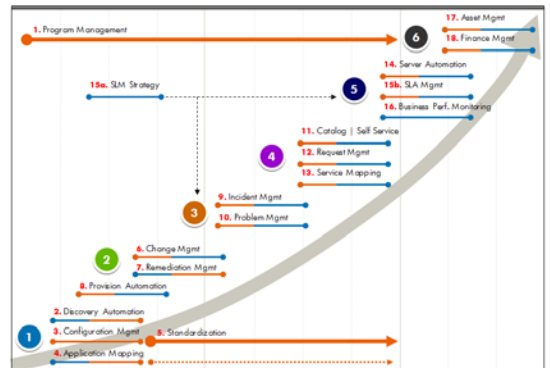 17. Asset Mgmt
1. Program Management
6
18. Finance Mgmt
14. Server Automation
15a. SLM Strategy
5
15b. SLA Mgmt
16. Business Perf. Monitoring
11. Catalog | Self Service
4
12. Request Mgmt
13. Service Mapping
9. Incident Mgmt
3
10. Problem Mgmt
6. Change Mgmt
2
7. Remediation Mgmt
8. Provision Automation
2. Discovery Automation
1
3. Configuration Mgmt
5. Standardization
4. Application Mapping